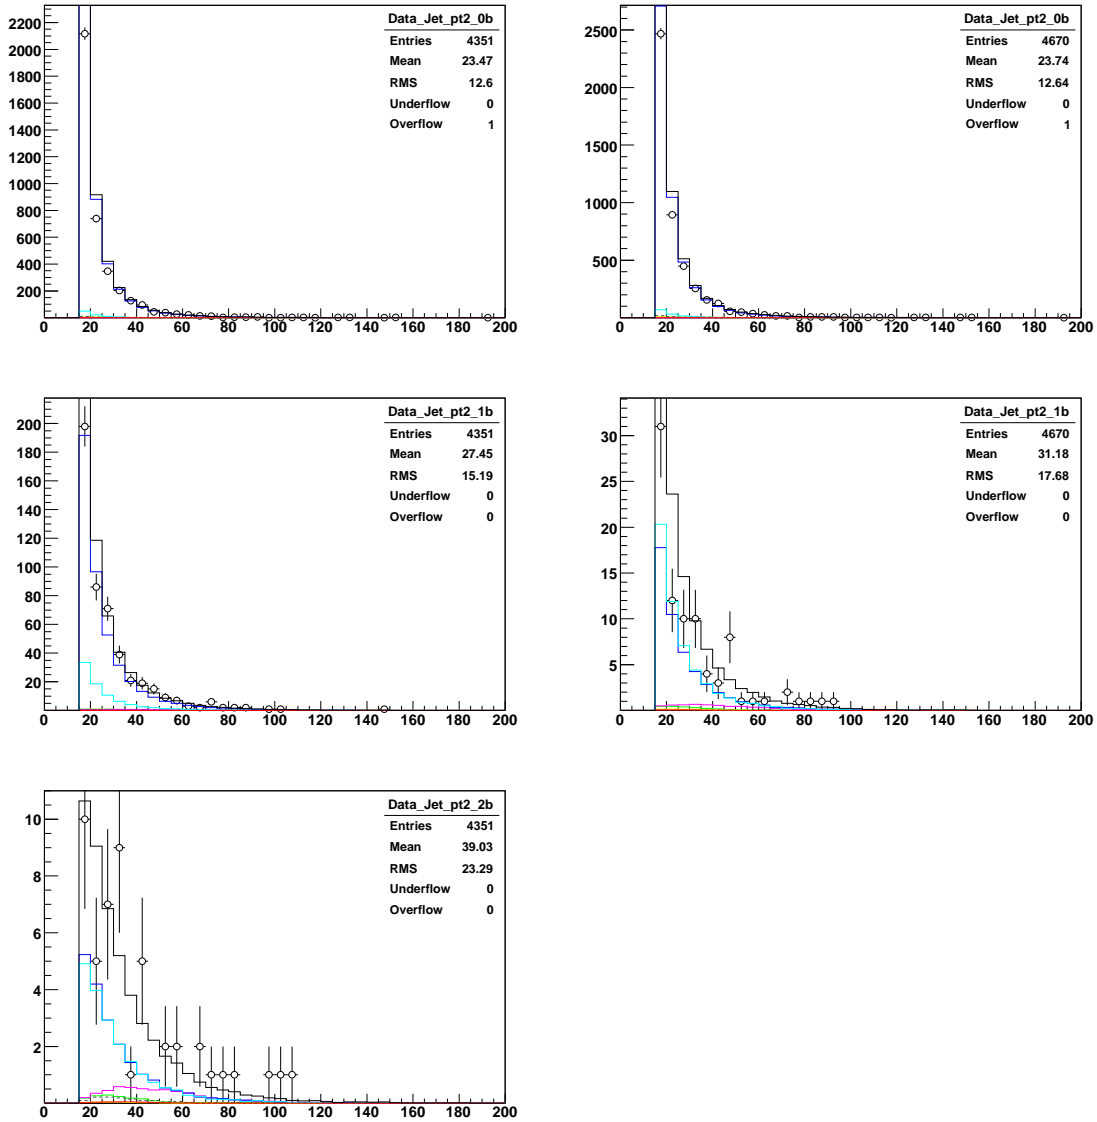 Data_Jet_pt2_0b
Entries 4351
Mean 23.47
RMS 12.6
Underflow 0
Overflow 1
2200
2000
1800
1600
1400
1200
1000
800
600
400
200
0 20 40 60 80 100 120 140 160 180 200
Data_Jet_pt2_0b
Entries 4670
Mean 23.74
RMS 12.64
Underflow 0
Overflow 1
2500
2000
1500
1000
500
0 20 40 60 80 100 120 140 160 180 200
Data_Jet_pt2_1b
Entries 4351
Mean 27.45
RMS 15.19
Underflow 0
Overflow 0
200
180
160
140
120
100
80
60
40
20
0 20 40 60 80 100 120 140 160 180 200
Data_Jet_pt2_1b
Entries 4670
Mean 31.18
RMS 17.68
Underflow 0
Overflow 0
30
25
20
15
10
5
0 20 40 60 80 100 120 140 160 180 200
Data_Jet_pt2_2b
Entries 4351
Mean 39.03
RMS 23.29
Underflow 0
Overflow 0
10
8
6
4
2
0 20 40 60 80 100 120 140 160 180 200